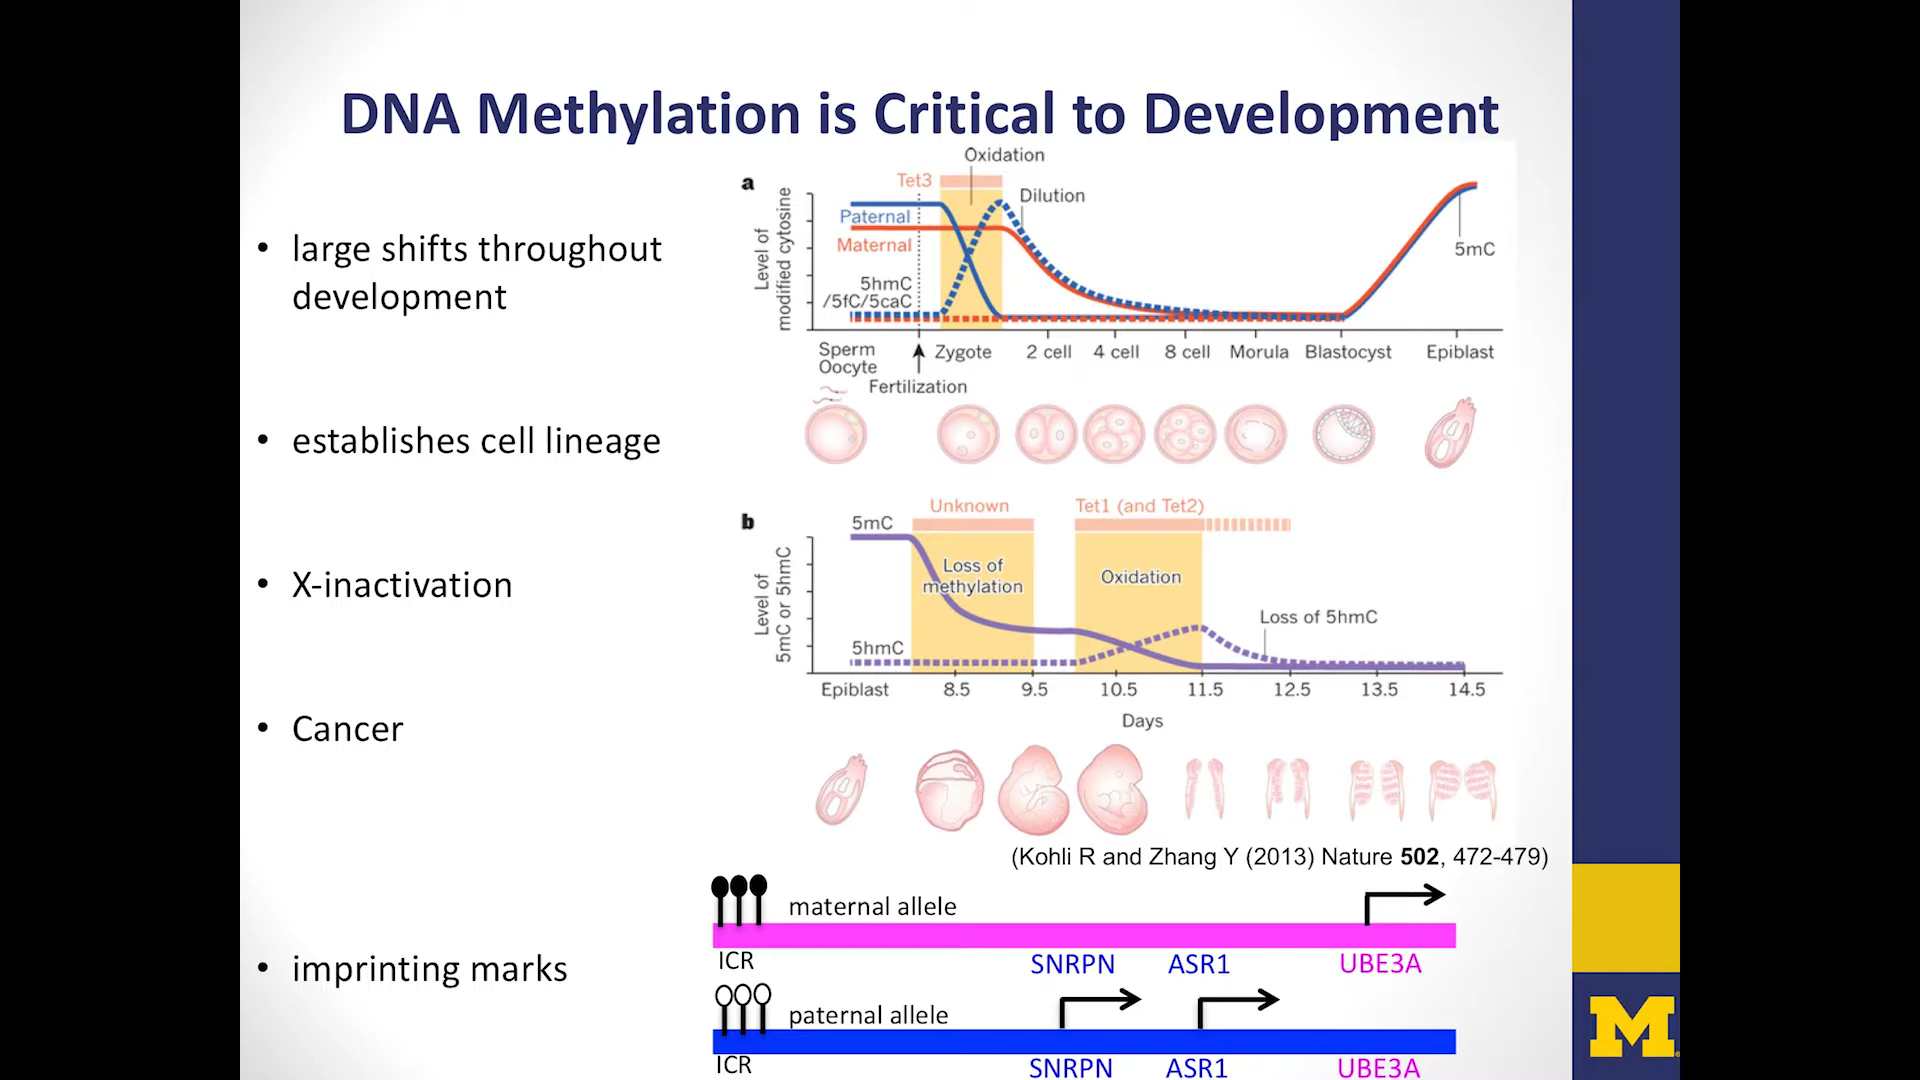 DNA Methylation is Critical to Development
• large shifts throughout
development
• establishes cell lineage
• X-inactivation
• Cancer
• imprinting marks
a
Oxidation
Tet3
Dilution
Paternal
Maternal
5hmC
/5fC/5caC
5mC
Level of
modified cytosine
Sperm
Oocyte
Fertilization
Zygote
2 cell
4 cell
8 cell
Morula
Blastocyst
Epiblast
b
Unknown
Tet1 (and Tet2)
5mC
Loss of
methylation
Oxidation
Loss of 5hmC
5hmC
Level of
5mC or 5hmC
Epiblast
8.5
9.5
10.5
11.5
12.5
13.5
14.5
Days
(Kohli R and Zhang Y (2013) Nature 502, 472-479)
maternal allele
ICR
SNRPN
ASR1
UBE3A
paternal allele
ICR
SNRPN
ASR1
UBE3A
M